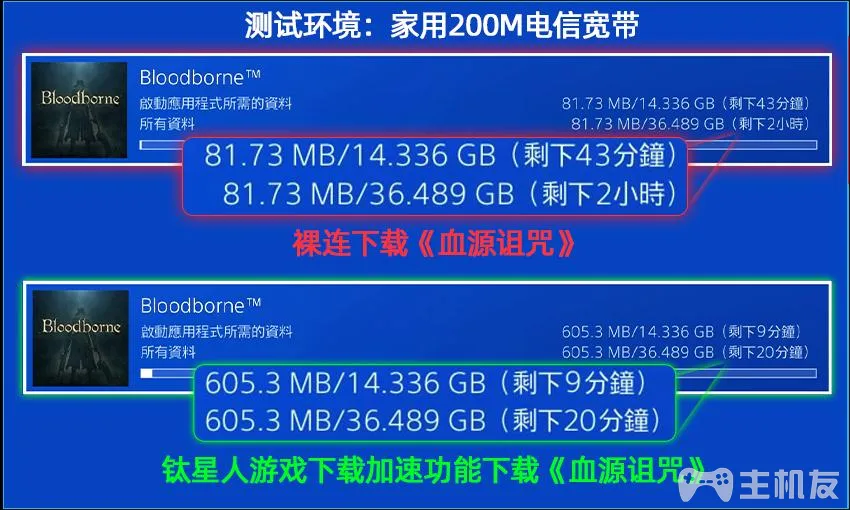 测试环境：家用200M电信宽带
Bloodborne
Bloodborne™
啟動應用程式所需的資料
81.73 MB/14.336 GB（剩下43分鐘）
所有資料
81.73 MB/36.489 GB（剩下2小時）
81.73 MB/14.336 GB（剩下43分鐘）
81.73 MB/36.489 GB（剩下2小時）
裸连下载《血源诅咒》
Bloodborne
Bloodborne™
啟動應用程式所需的資料
605.3 MB/14.336 GB（剩下9分鐘）
所有資料
605.3 MB/36.489 GB（剩下20分鐘）
605.3 MB/14.336 GB（剩下9分鐘）
605.3 MB/36.489 GB（剩下20分鐘）
钛星人游戏下载加速功能下载《血源诅咒》
主机友